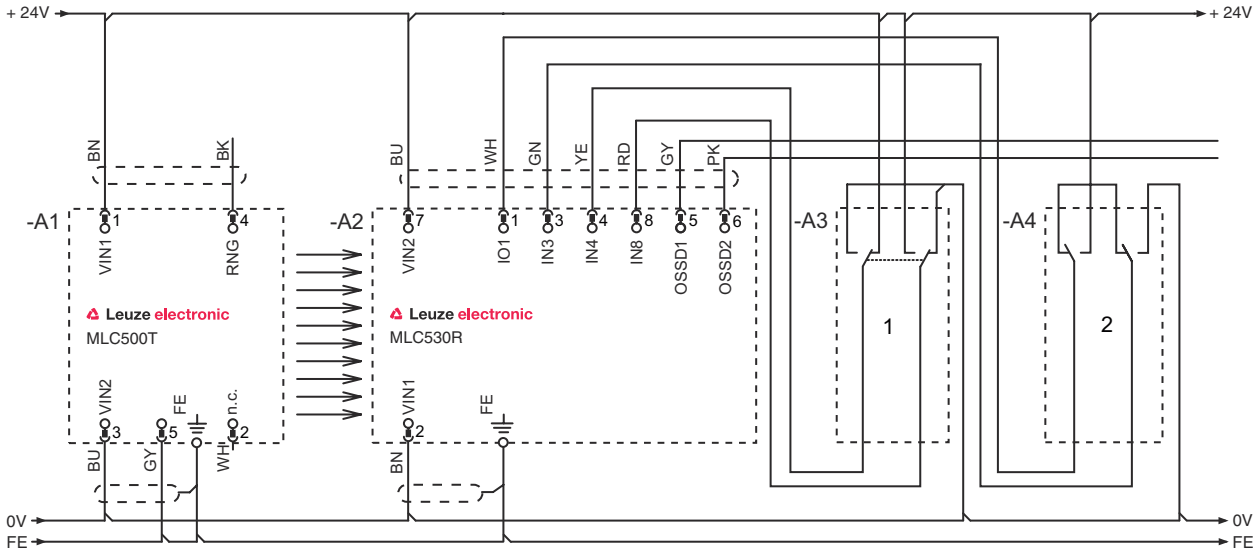 + 24V
+ 24V
BN
BK
BU
WH
GN
YE
RD
GY
PK
-A1
1
4
VIN1
RNG
-A2
7
1
3
4
8
5
6
VIN2
IO1
IN3
IN4
IN8
OSSD1
OSSD2
-A3
-A4
Leuze electronic
MLC500T
Leuze electronic
MLC530R
1
2
VIN2
FE
n.c.
3
5
2
VIN1
FE
2
BU
GY
WH
BN
0V
0V
FE
FE